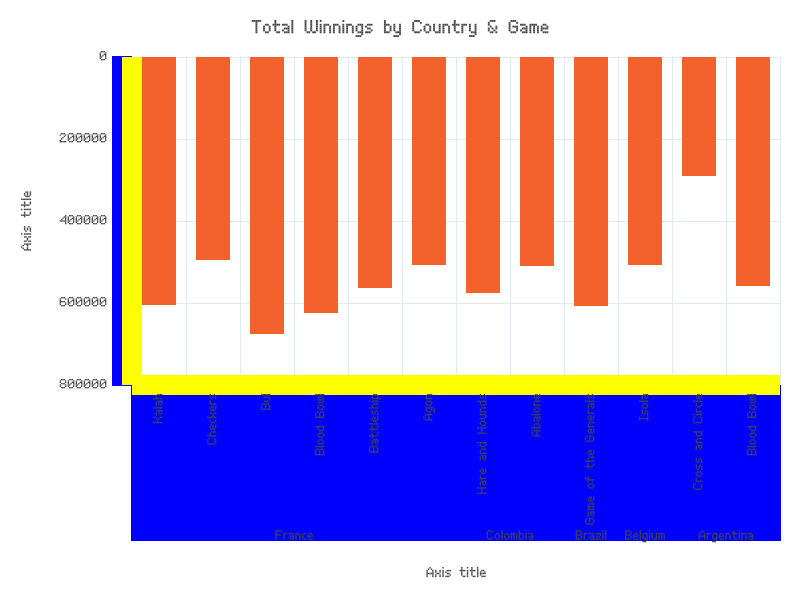 Total Winnings by Country & Game
0
200000
400000
600000
800000
Axis title
Kalah
Checkers
Bul
Blood Bowl
Battleship
Agon
Hare and Hounds
Abalone
Game of the Generals
Isola
Cross and Circle
Blood Bowl
France
Colombia
Brazil
Belgium
Argentina
Axis title